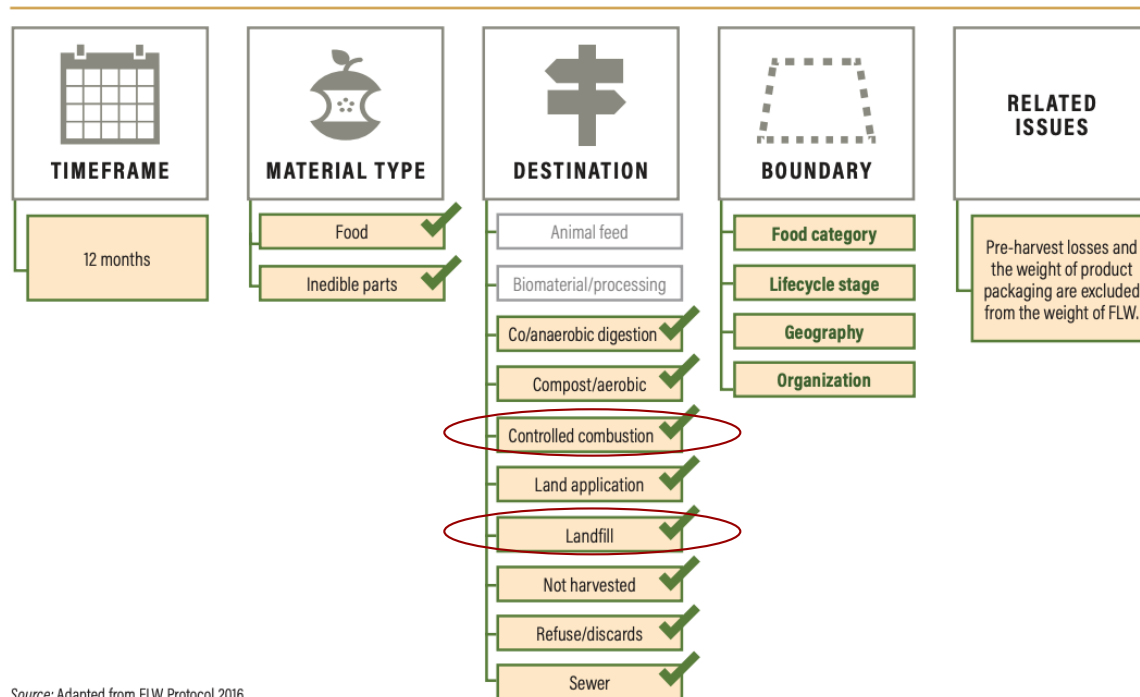 TIMEFRAME
12 months
MATERIAL TYPE
Food
Inedible parts
DESTINATION
Animal feed
Biomaterial/processing
Co/anaerobic digestion
Compost/aerobic
Controlled combustion
Land application
Landfill
Not harvested
Refuse/discards
Sewer
BOUNDARY
Food category
Lifecycle stage
Geography
Organization
RELATED
ISSUES
Pre-harvest losses and
the weight of product
packaging are excluded
from the weight of FLW.
Source: Adapted from FLW Protocol 2016